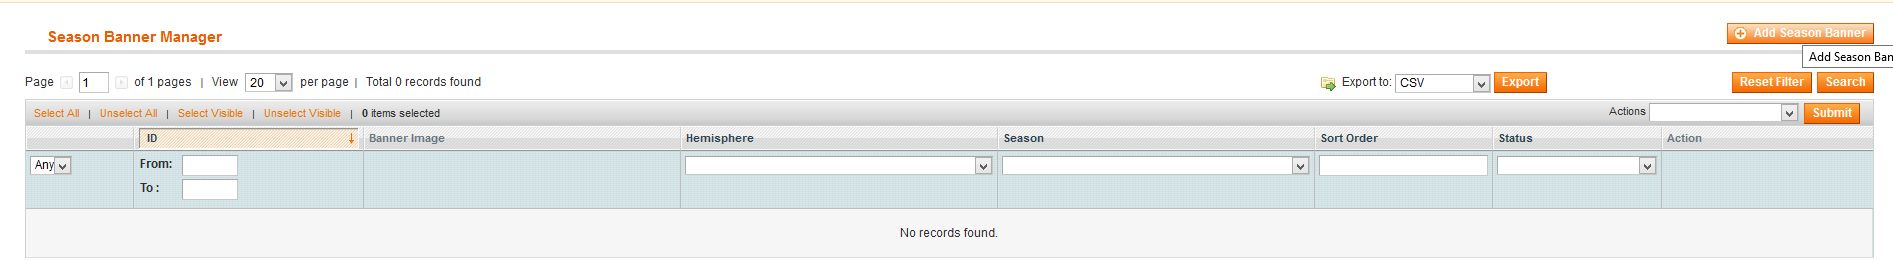 Season Banner Manager
Add Season Banner
Add Season Ban
Page 1 of 1 pages | View 20 per page | Total 0 records found
Export to: CSV Export
Reset Filter Search
Select All | Unselect All | Select Visible | Unselect Visible | 0 items selected
Actions Submit
ID Banner Image Hemisphere Season Sort Order Status Action
Any From:
To :
No records found.